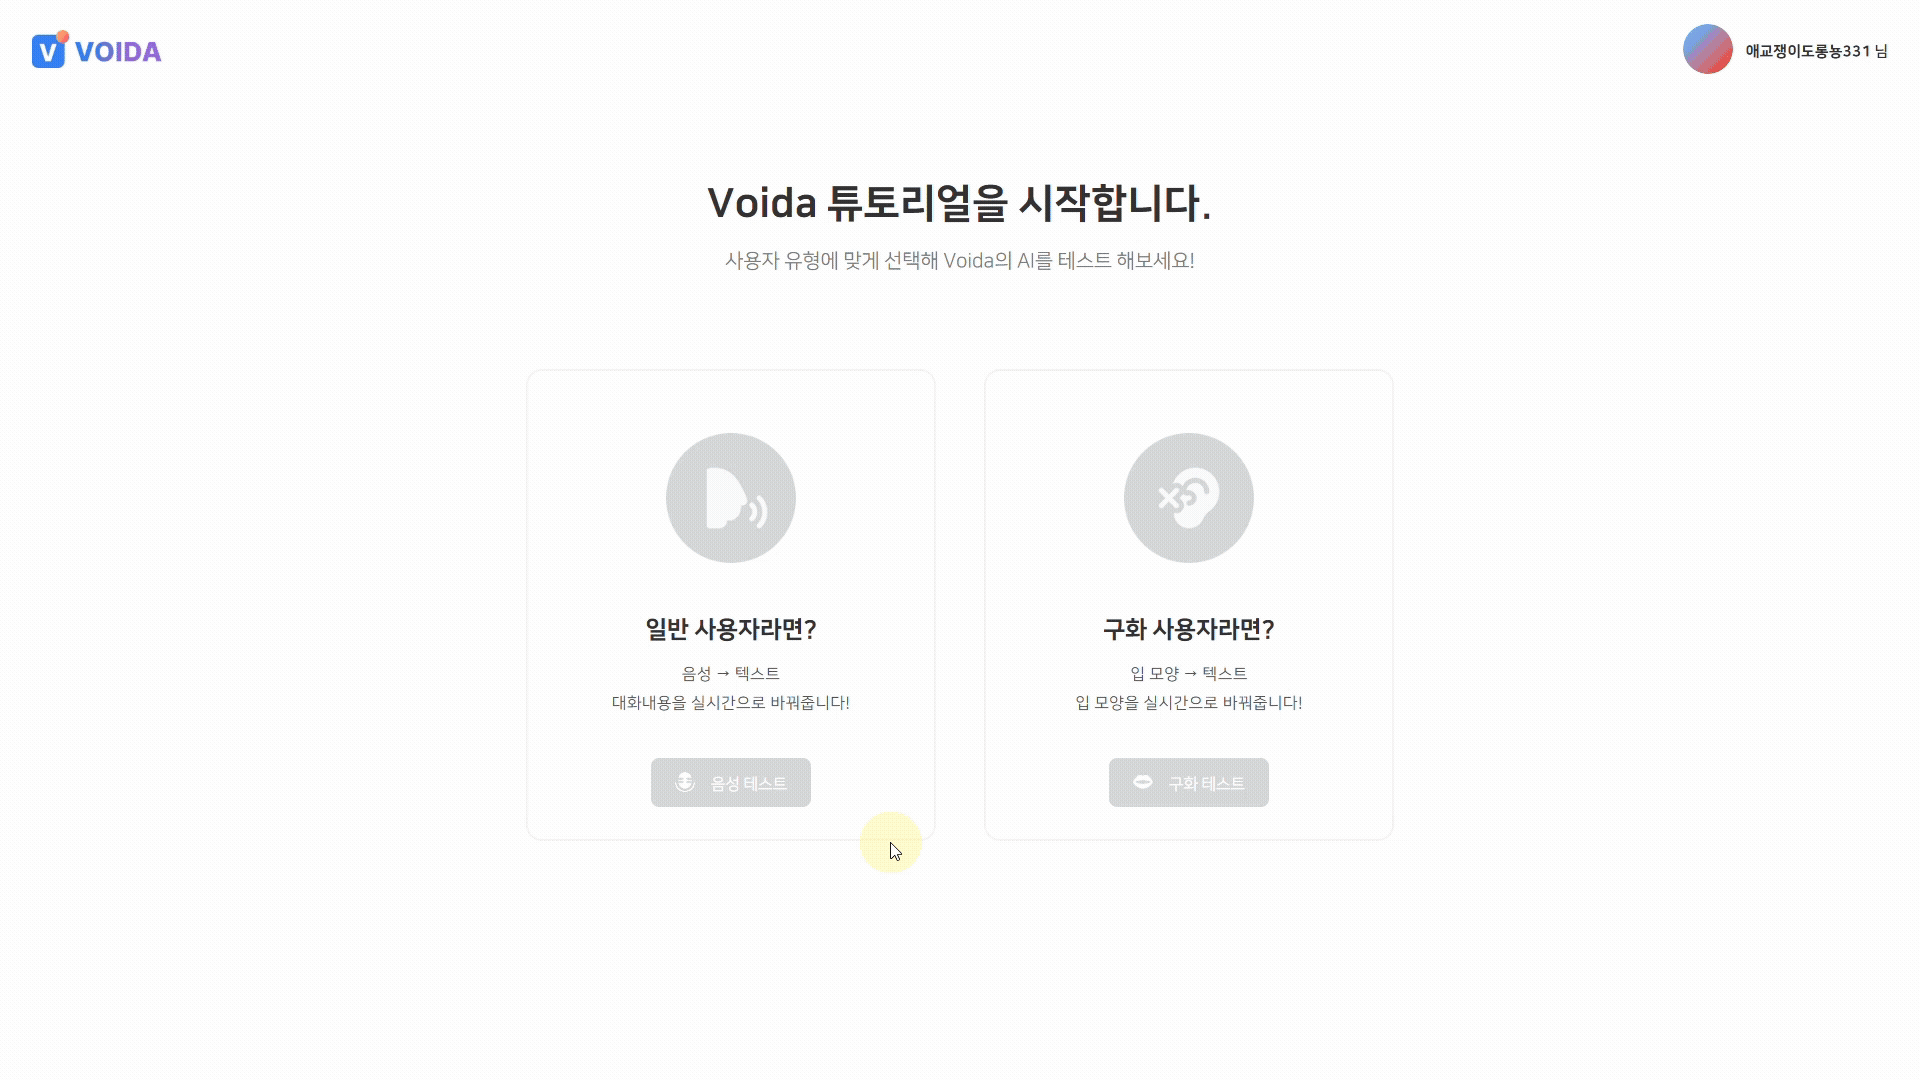 V VOIDA
애교쟁이도롱뇽331 님
Voida 튜토리얼을 시작합니다.
사용자 유형에 맞게 선택해 Voida의 AI를 테스트 해보세요!
일반 사용자라면?
음성 → 텍스트
대화내용을 실시간으로 바꿔줍니다!
음성 테스트
구화 사용자라면?
입 모양 → 텍스트
입 모양을 실시간으로 바꿔줍니다!
구화 테스트